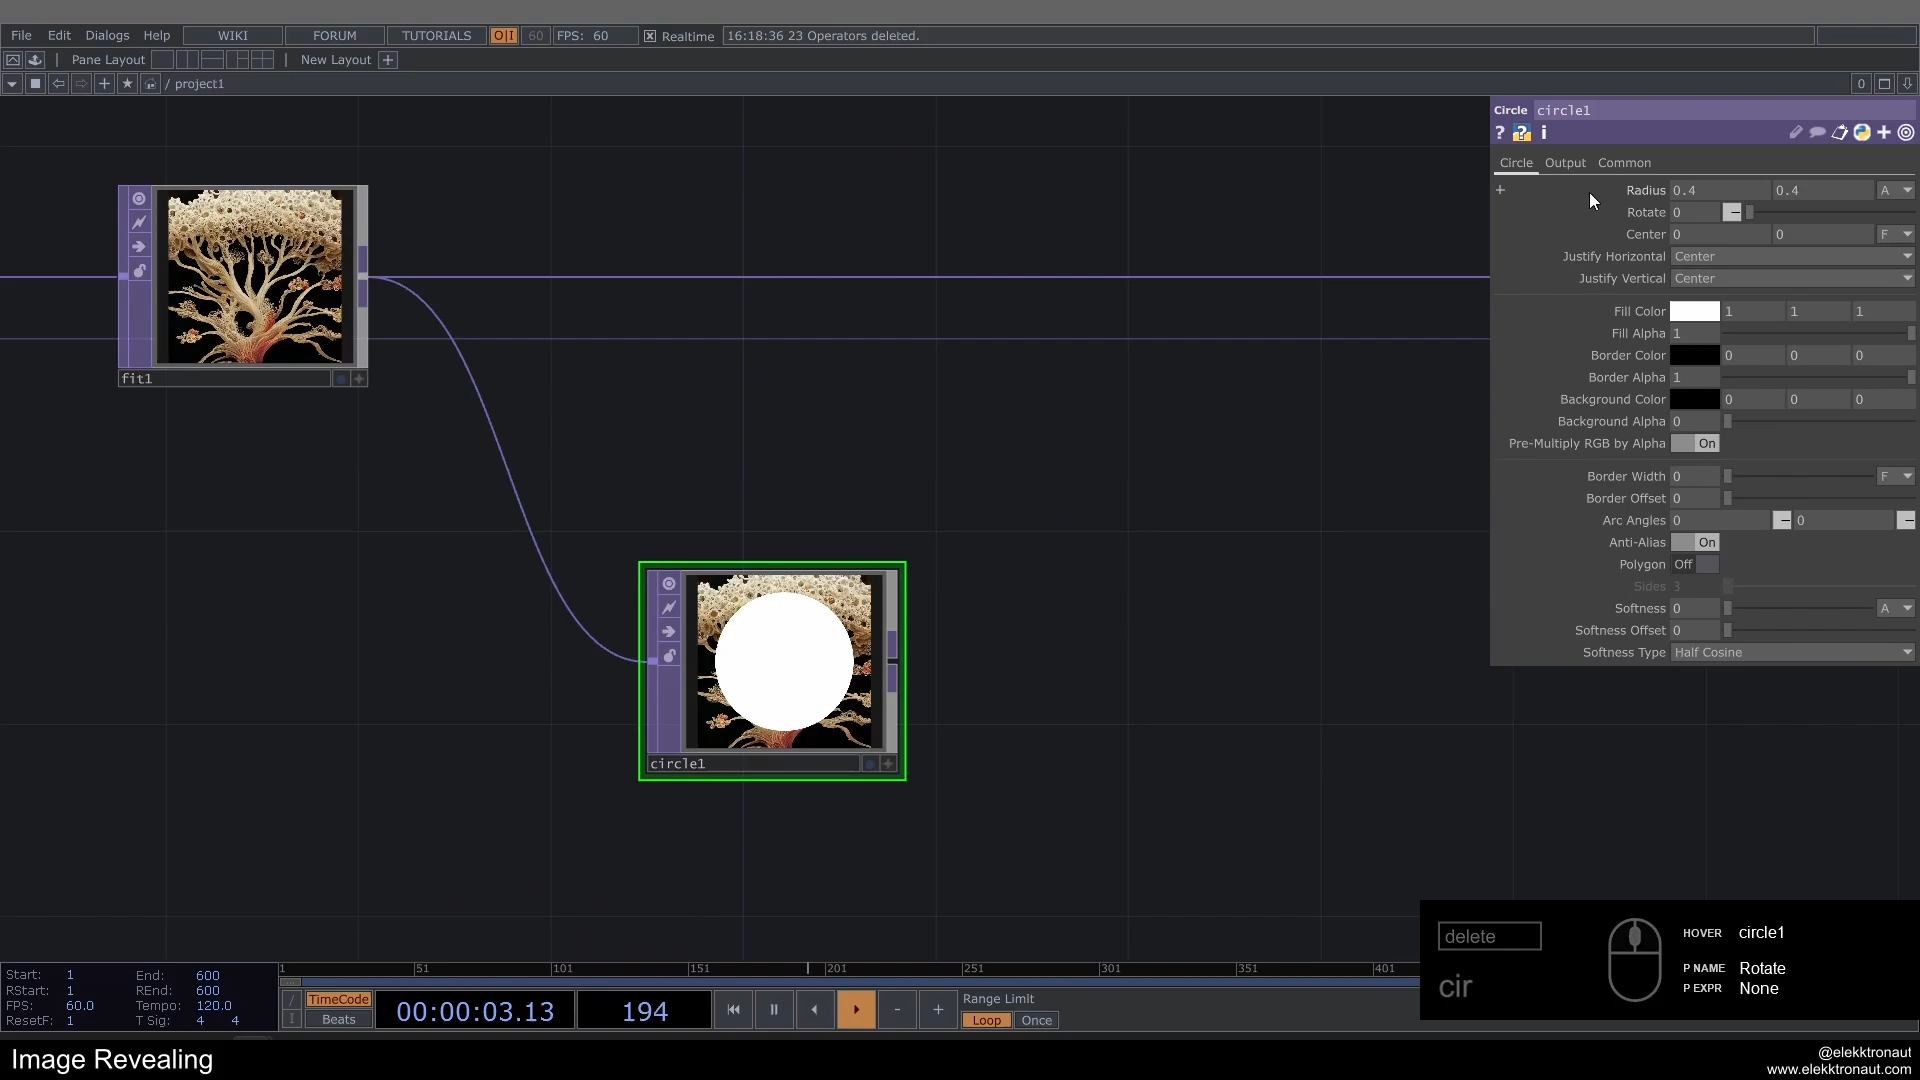 File Edit Dialogs Help WIKI FORUM TUTORIALS O|I 60 FPS: 60 Realtime 16:18:36 23 Operators deleted.
Pane Layout New Layout +
/ project1 0
Circle circle1
? ? i
Circle Output Common
+ Radius 0.4 0.4 A
Rotate 0
Center 0 0 F
Justify Horizontal Center
Justify Vertical Center
Fill Color 1 1 1
Fill Alpha 1
Border Color 0 0 0
Border Alpha 1
Background Color 0 0 0
Background Alpha 0
Pre-Multiply RGB by Alpha On
Border Width 0 F
Border Offset 0
Arc Angles 0 0
Anti-Alias On
Polygon Off
Sides 3
Softness 0 A
Softness Offset 0
Softness Type Half Cosine
fit1
circle1
delete
cir
HOVER circle1
P NAME Rotate
P EXPR None
1 51 101 151 201 251 301 351 401
Start: 1 End: 600
RStart: 1 REnd: 600
FPS: 60.0 Tempo: 120.0
ResetF: 1 T Sig: 4 4
TimeCode
Beats
00:00:03.13 194
- +
Range Limit
Loop Once
Image Revealing
@elekktronaut
www.elekktronaut.com